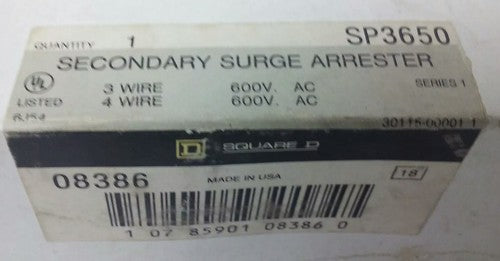 QUANTITY 1 SP3650
SECONDARY SURGE ARRESTER
UL 3 WIRE 600V. AC SERIES 1
LISTED 4 WIRE 600V. AC
6J54 30115-00001 1
D SQUARE D
08386 MADE IN USA 18
1 07 85901 08386 0